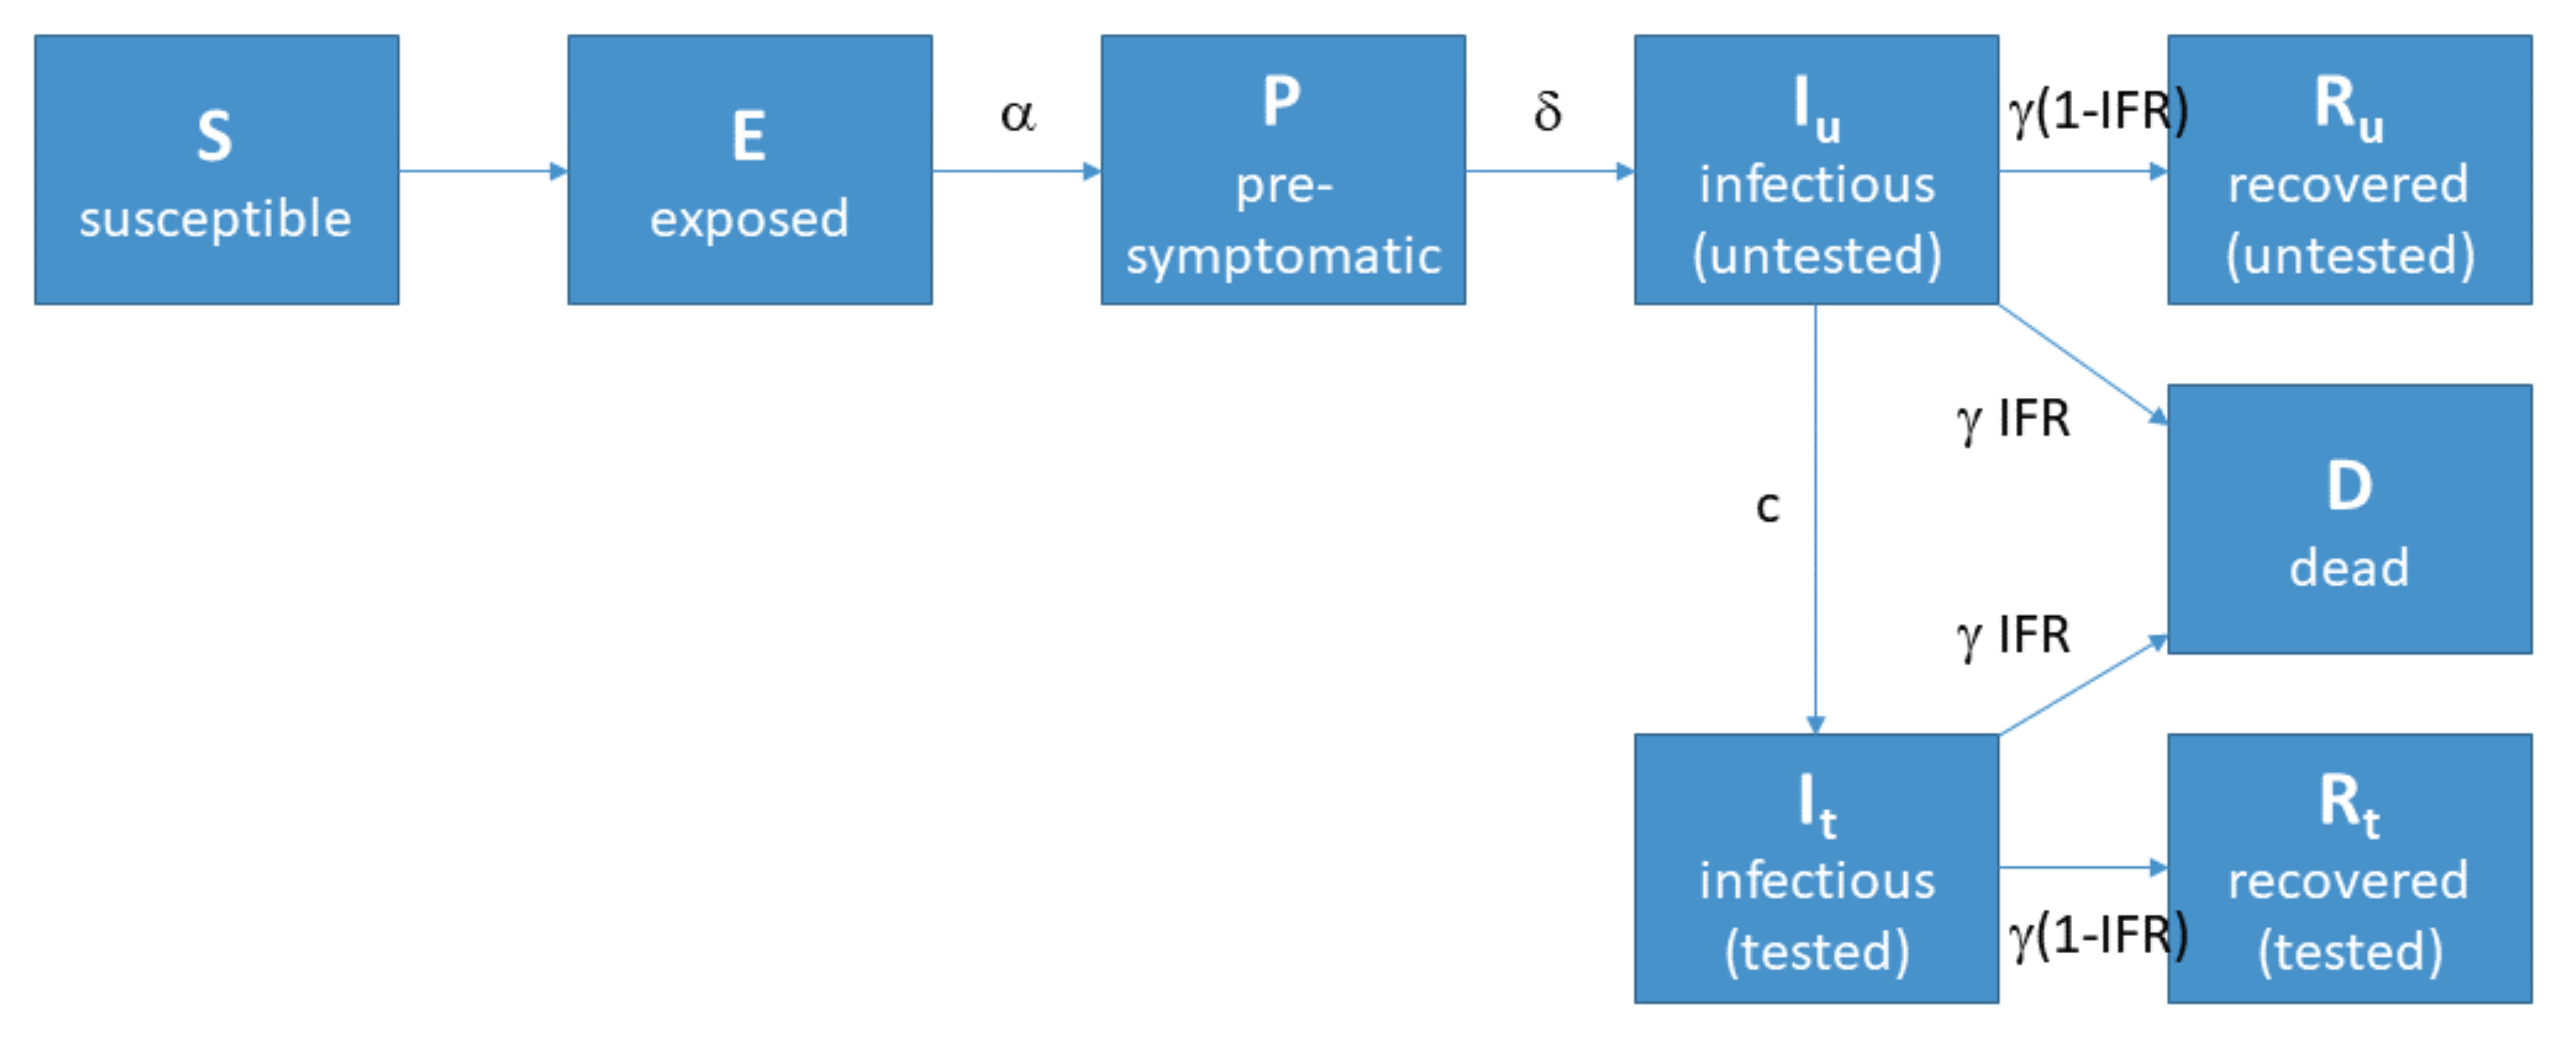 S
susceptible
E
exposed
α
P
pre-
symptomatic
δ
Iu
infectious
(untested)
γ(1-IFR)
Ru
recovered
(untested)
γ IFR
c
D
dead
γ IFR
It
infectious
(tested)
γ(1-IFR)
Rt
recovered
(tested)